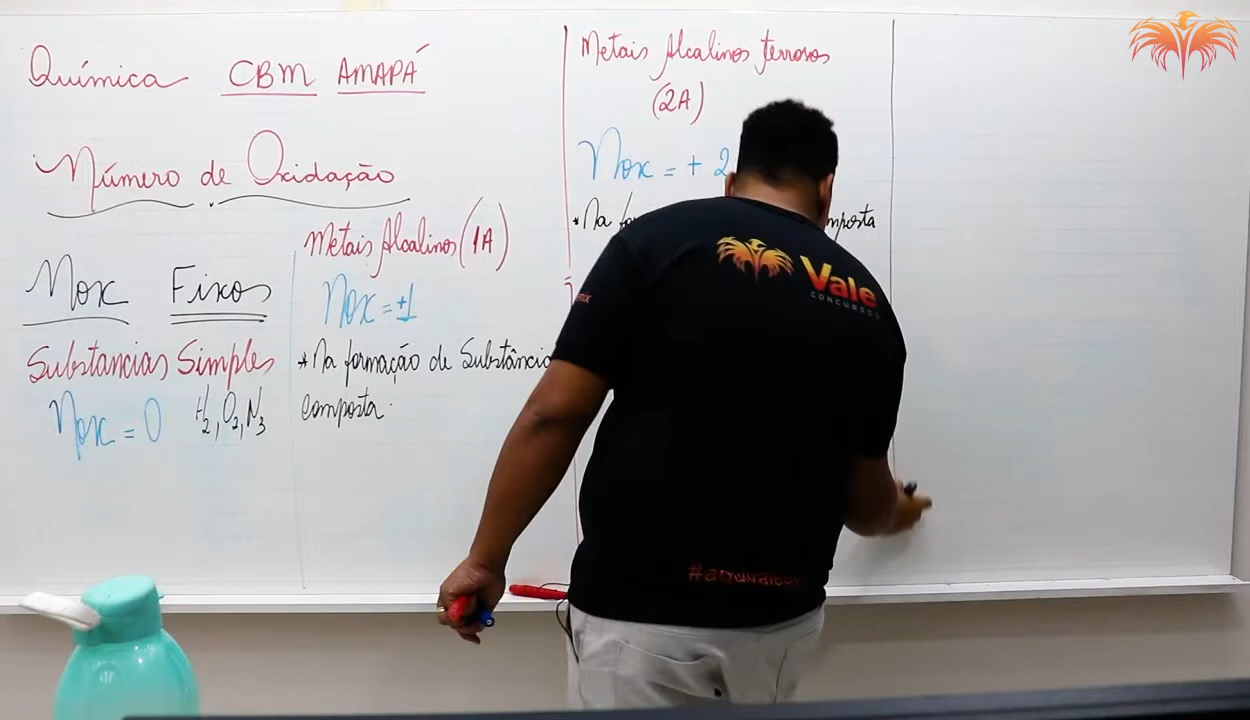 Química CBM AMAPÁ
Número de Oxidação
Nox Fixos
Substancias Simples
Nox = 0 H2, O2, N3
Metais Alcalinos (1A)
Nox = +1
*Na formação de Substância
Composta.
Metais Alcalinos terrosos
(2A)
Nox = + 2
*Na
Vale
CONCURSOS